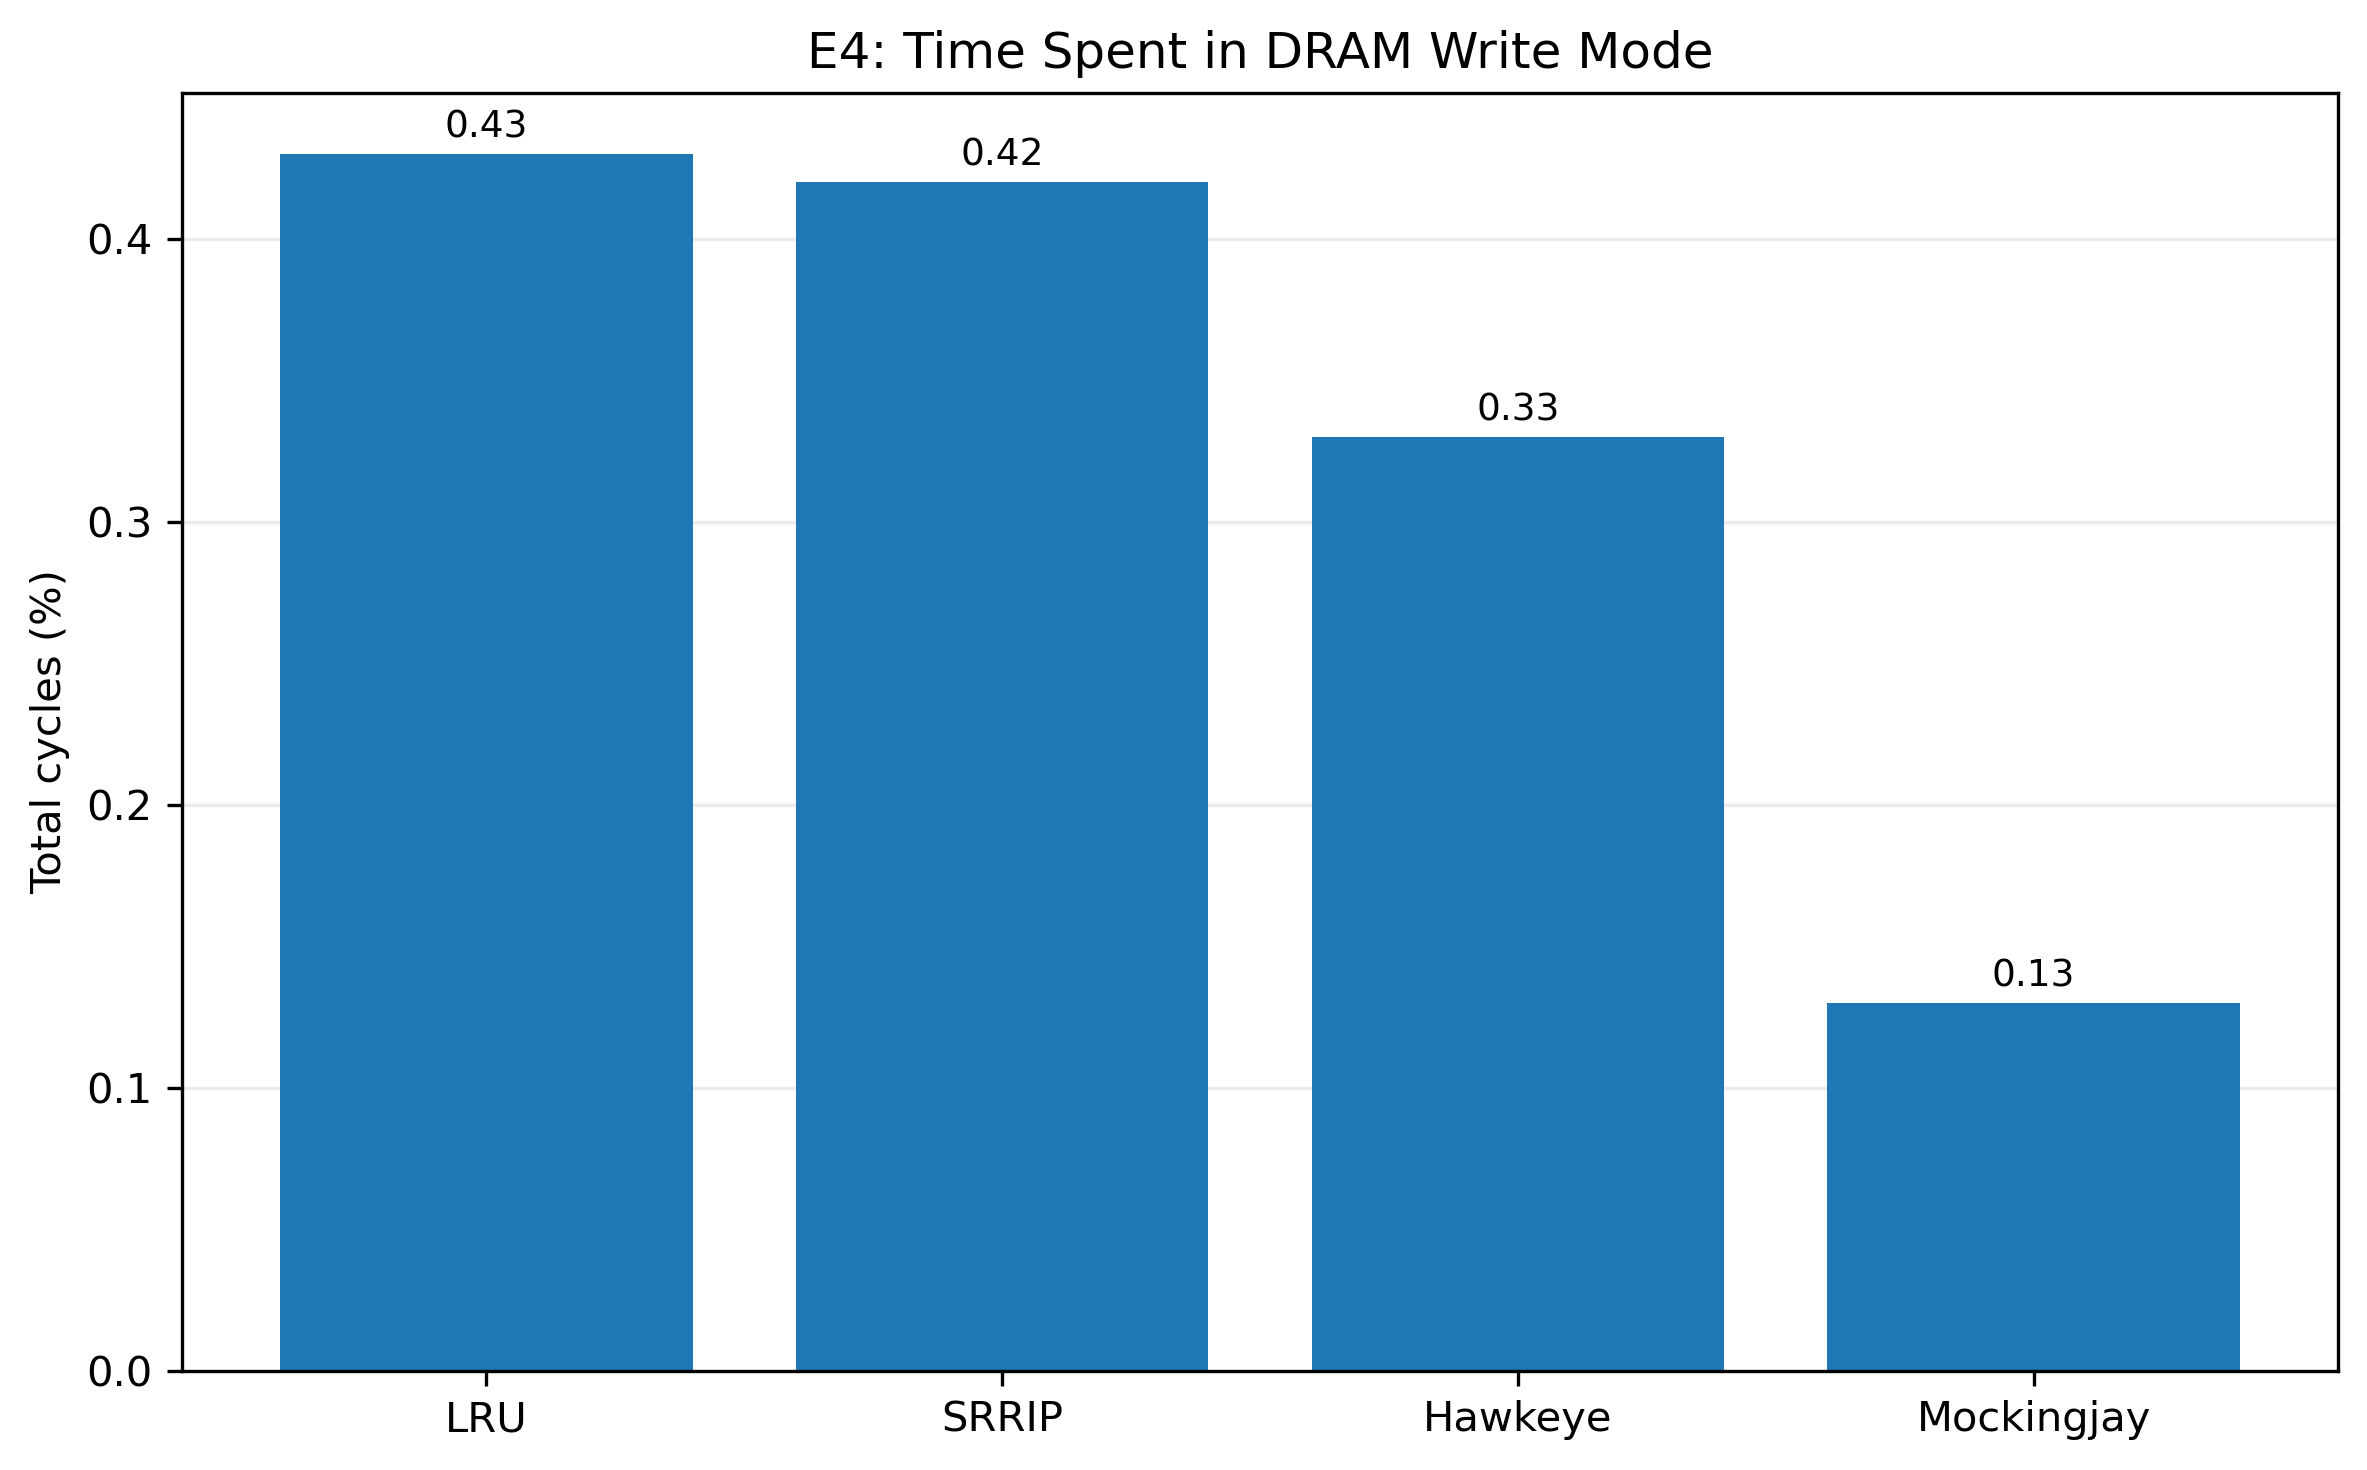 E4: Time Spent in DRAM Write Mode
Total cycles (%)
0.4
0.3
0.2
0.1
0.0
0.43
0.42
0.33
0.13
LRU
SRRIP
Hawkeye
Mockingjay